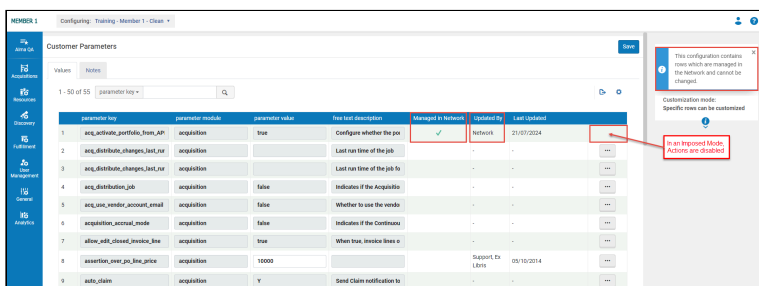 MEMBER 1 Configuring: Training - Member 1 - Clean
Alma QA
Acquisitions
Resources
Discovery
Fulfillment
User
Management
General
Analytics
Customer Parameters Save
Values Notes
1 - 50 of 55 parameter key
parameter key parameter module parameter value free text description Managed in Network Updated By Last Updated
1 acq_activate_portfolio_from_AP acquisition true Configure whether the por Network 21/07/2024
2 acq_distribute_changes_last_rur acquisition Last run time of the job - -
3 acq_distribute_changes_last_rur acquisition Last run time of the job fo - -
4 acq_distribution_job acquisition false Indicates if the Acquisitio - -
5 acq_use_vendor_account_email acquisition false Whether to use the vendo - -
6 acquisition_accrual_mode acquisition false Indicates if the Continuou - -
7 allow_edit_closed_invoice_line acquisition true When true, invoice lines o - -
8 assertion_over_po_line_price acquisition 10000 Support, Ex Libris 05/10/2014
9 auto_claim acquisition Y Send Claim notification to
This configuration contains
rows which are managed in
the Network and cannot be
changed.
Customization mode:
Specific rows can be customized
In an Imposed Mode,
Actions are disabled